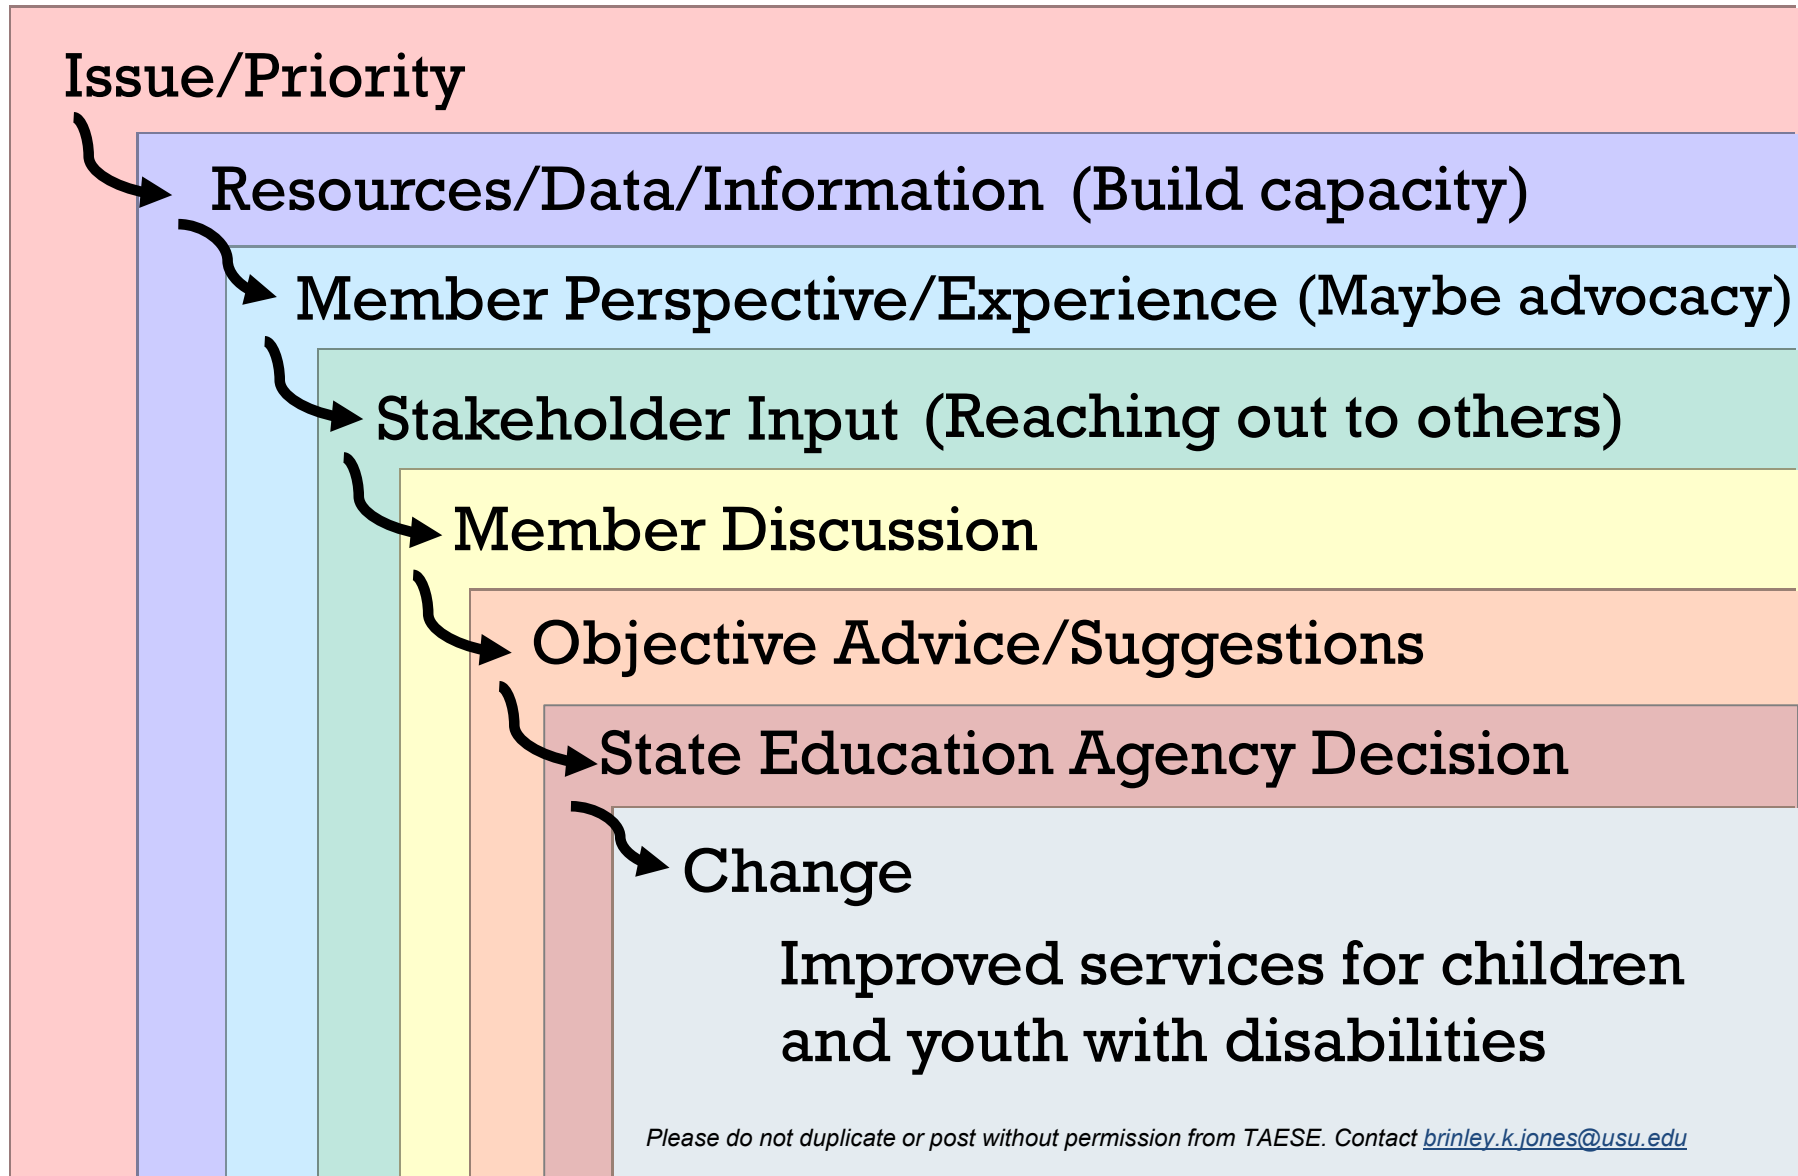 Issue/Priority
Resources/Data/Information (Build capacity)
Member Perspective/Experience (Maybe advocacy)
Stakeholder Input (Reaching out to others)
Member Discussion
Objective Advice/Suggestions
State Education Agency Decision
Change
Improved services for children
and youth with disabilities
Please do not duplicate or post without permission from TAESE. Contact brinley.k.jones@usu.edu